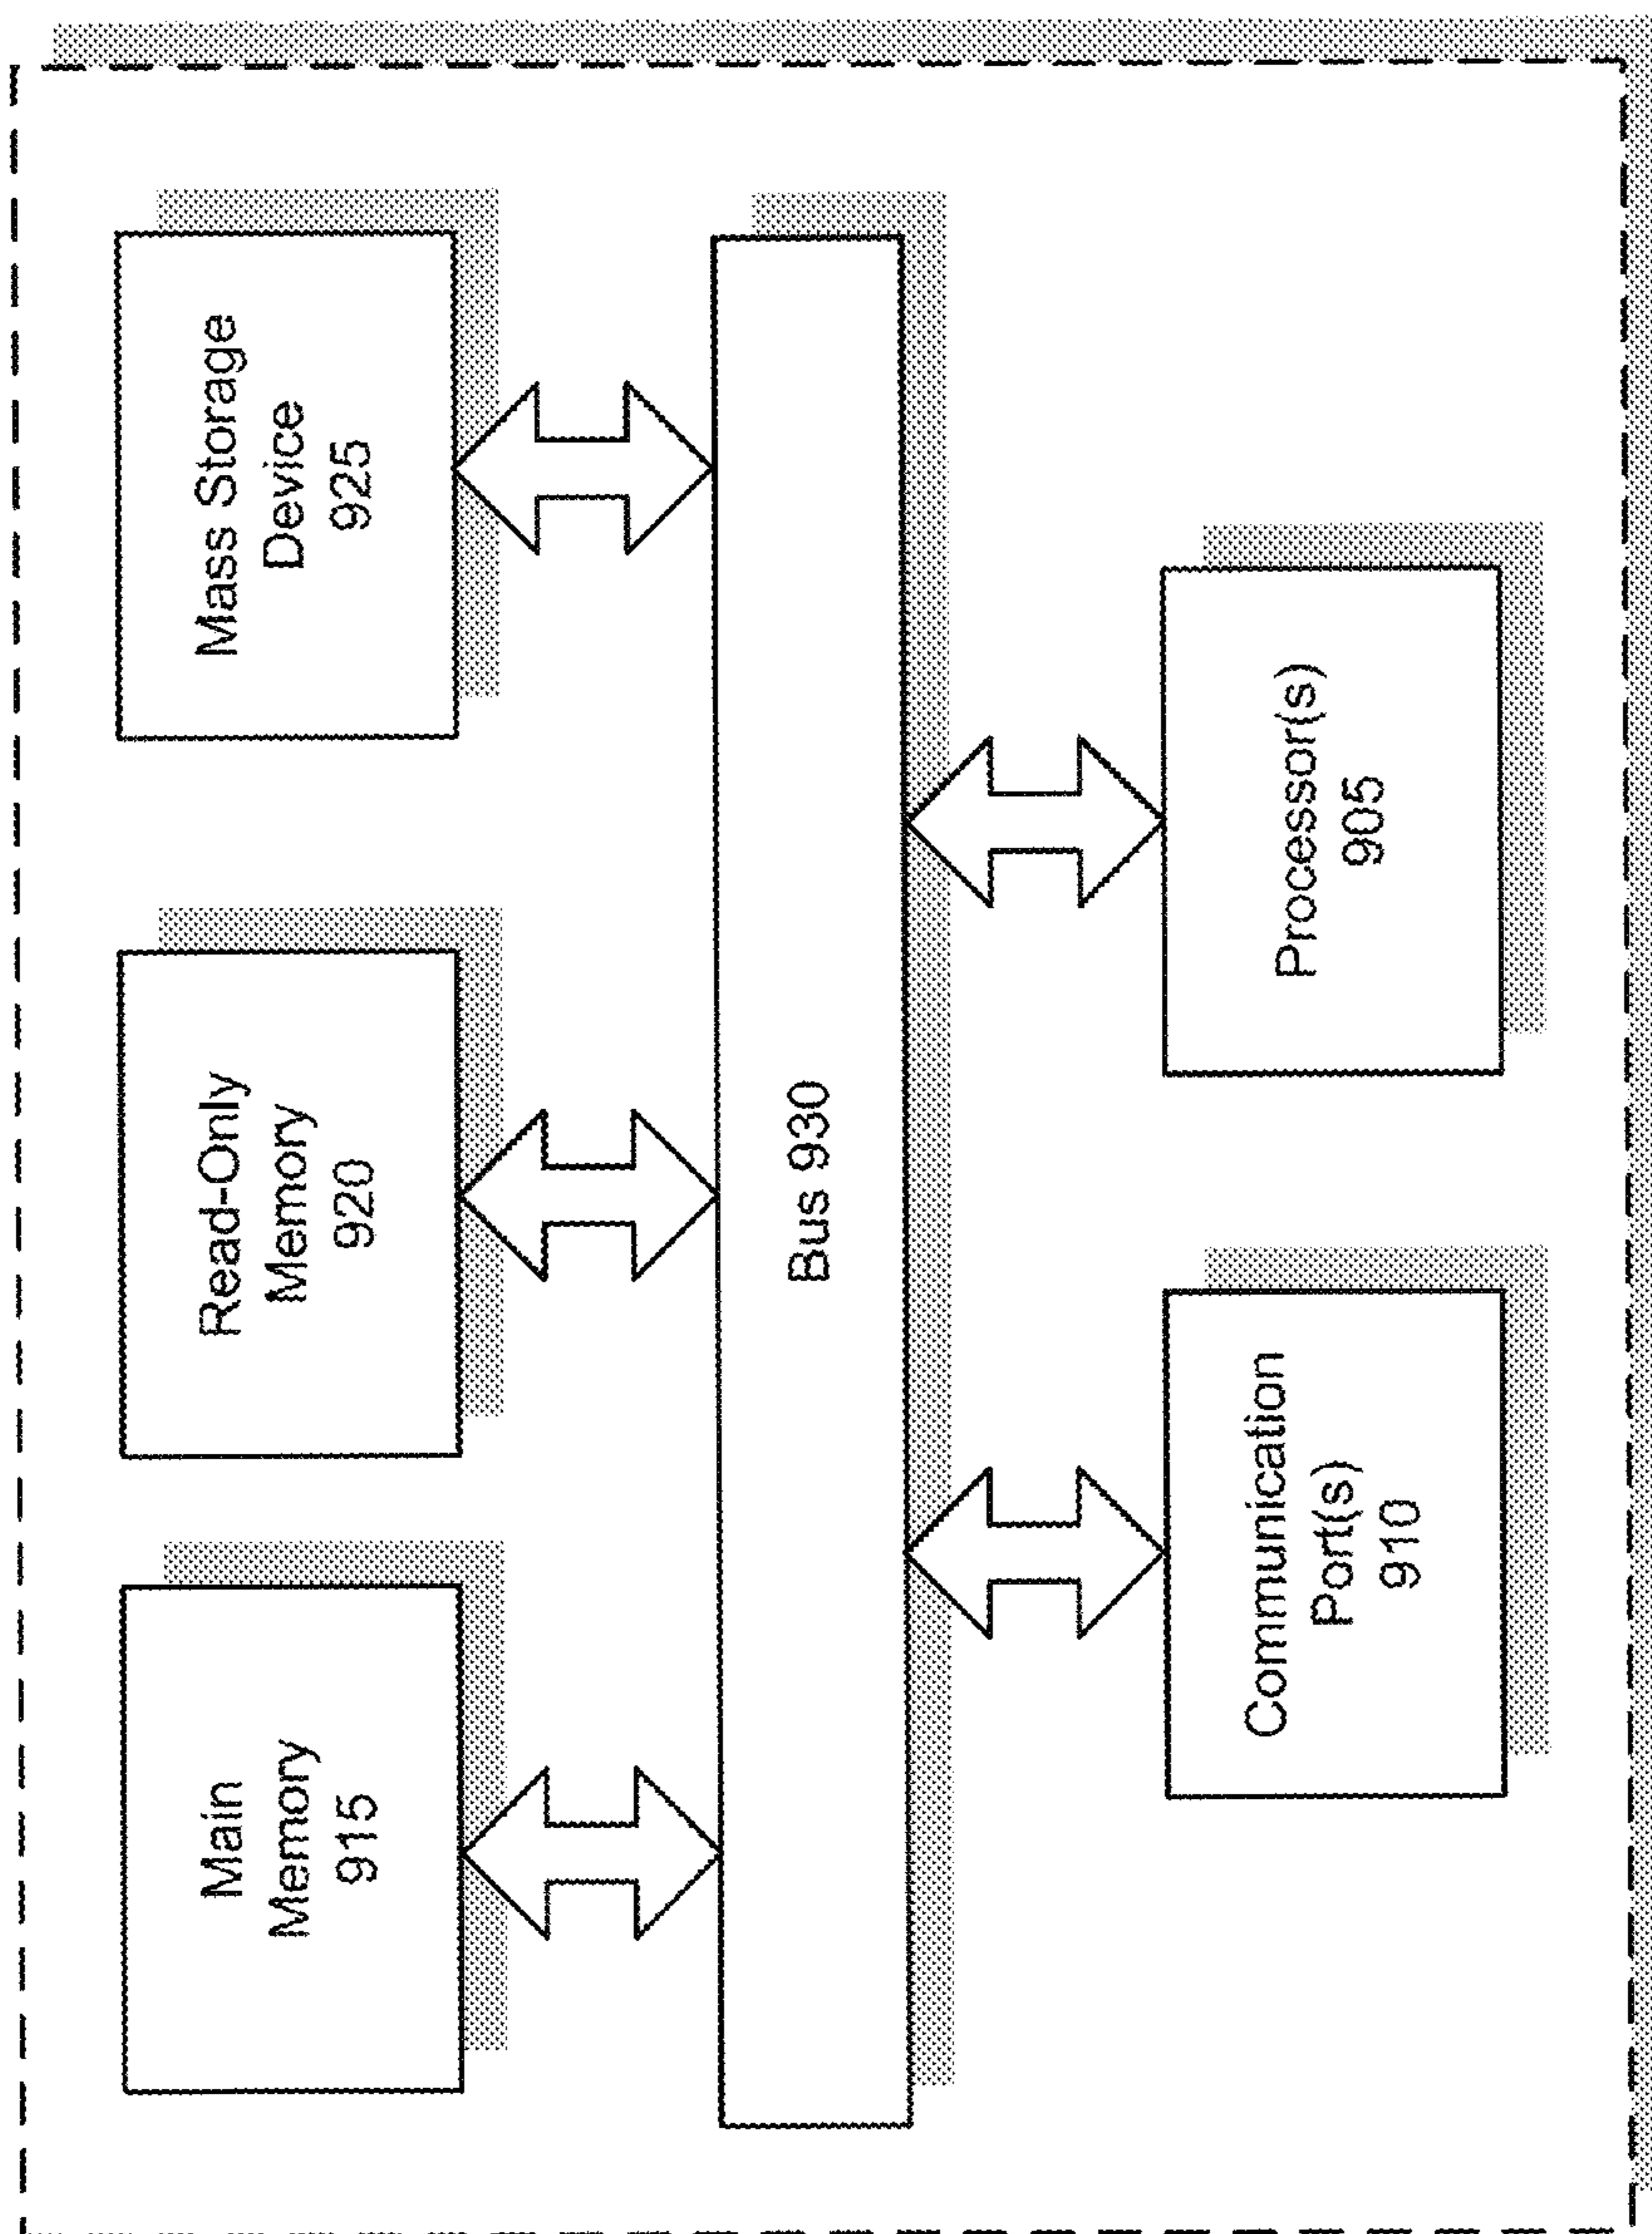 Main
Memory
915
Read-Only
Memory
920
Mass Storage
Device
925
Bus 930
Communication
Port(s)
910
Processor(s)
905